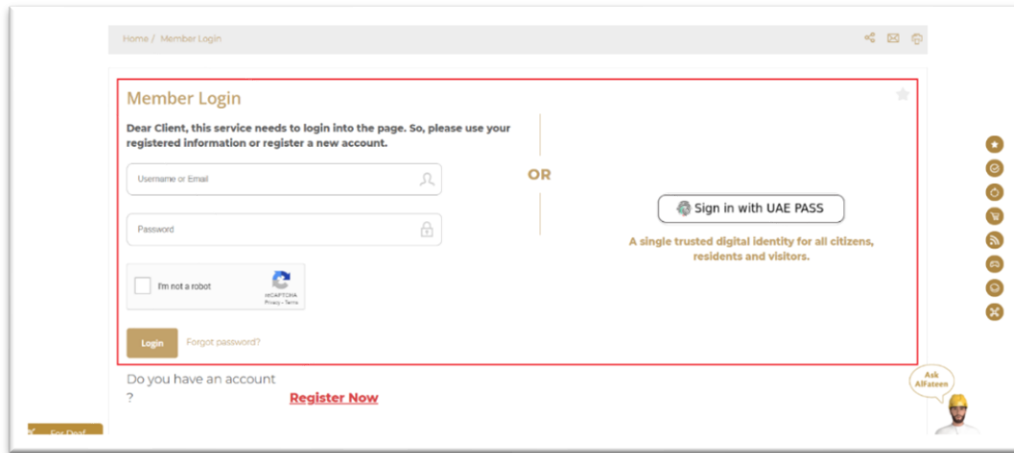 Home / Member Login
Member Login
Dear Client, this service needs to login into the page. So, please use your
registered information or register a new account.
Username or Email
Password
I'm not a robot
reCAPTCHA
Privacy - Terms
Login
Forgot password?
OR
Sign in with UAE PASS
A single trusted digital identity for all citizens,
residents and visitors.
Do you have an account
?
Register Now
Ask
AlFateen
For Deaf